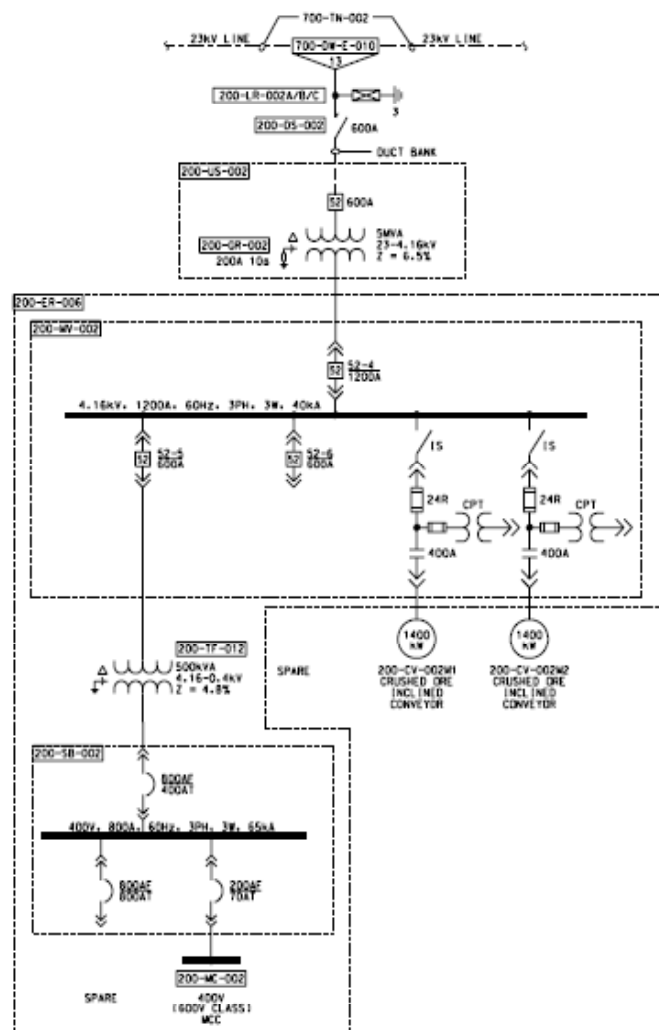 700-TN-002
23kV LINE
700-OW-E-010
23kV LINE
13
200-LR-002A/B/C
3
200-DS-002
600A
DUCT BANK
200-US-002
52
600A
200-GR-002
200A 10s
5MVA
23-4.16kV
Z = 6.5%
200-ER-006
200-MV-002
52
52-4
1200A
4.16kV, 1200A, 60Hz, 3PH, 3W, 40kA
52
52-5
600A
52
52-6
600A
IS
IS
24R
CPT
24R
CPT
400A
400A
1400
kW
1400
kW
200-CV-002M1
CRUSHED ORE
INCLINED
CONVEYOR
200-CV-002M2
CRUSHED ORE
INCLINED
CONVEYOR
SPARE
200-TF-012
500kVA
4.16-0.4kV
Z = 4.8%
200-SB-002
800AF
400AT
400V, 800A, 60Hz, 3PH, 3W, 65kA
800AF
800AT
200AF
70AT
200-MC-002
SPARE
400V
(600V CLASS)
MCC